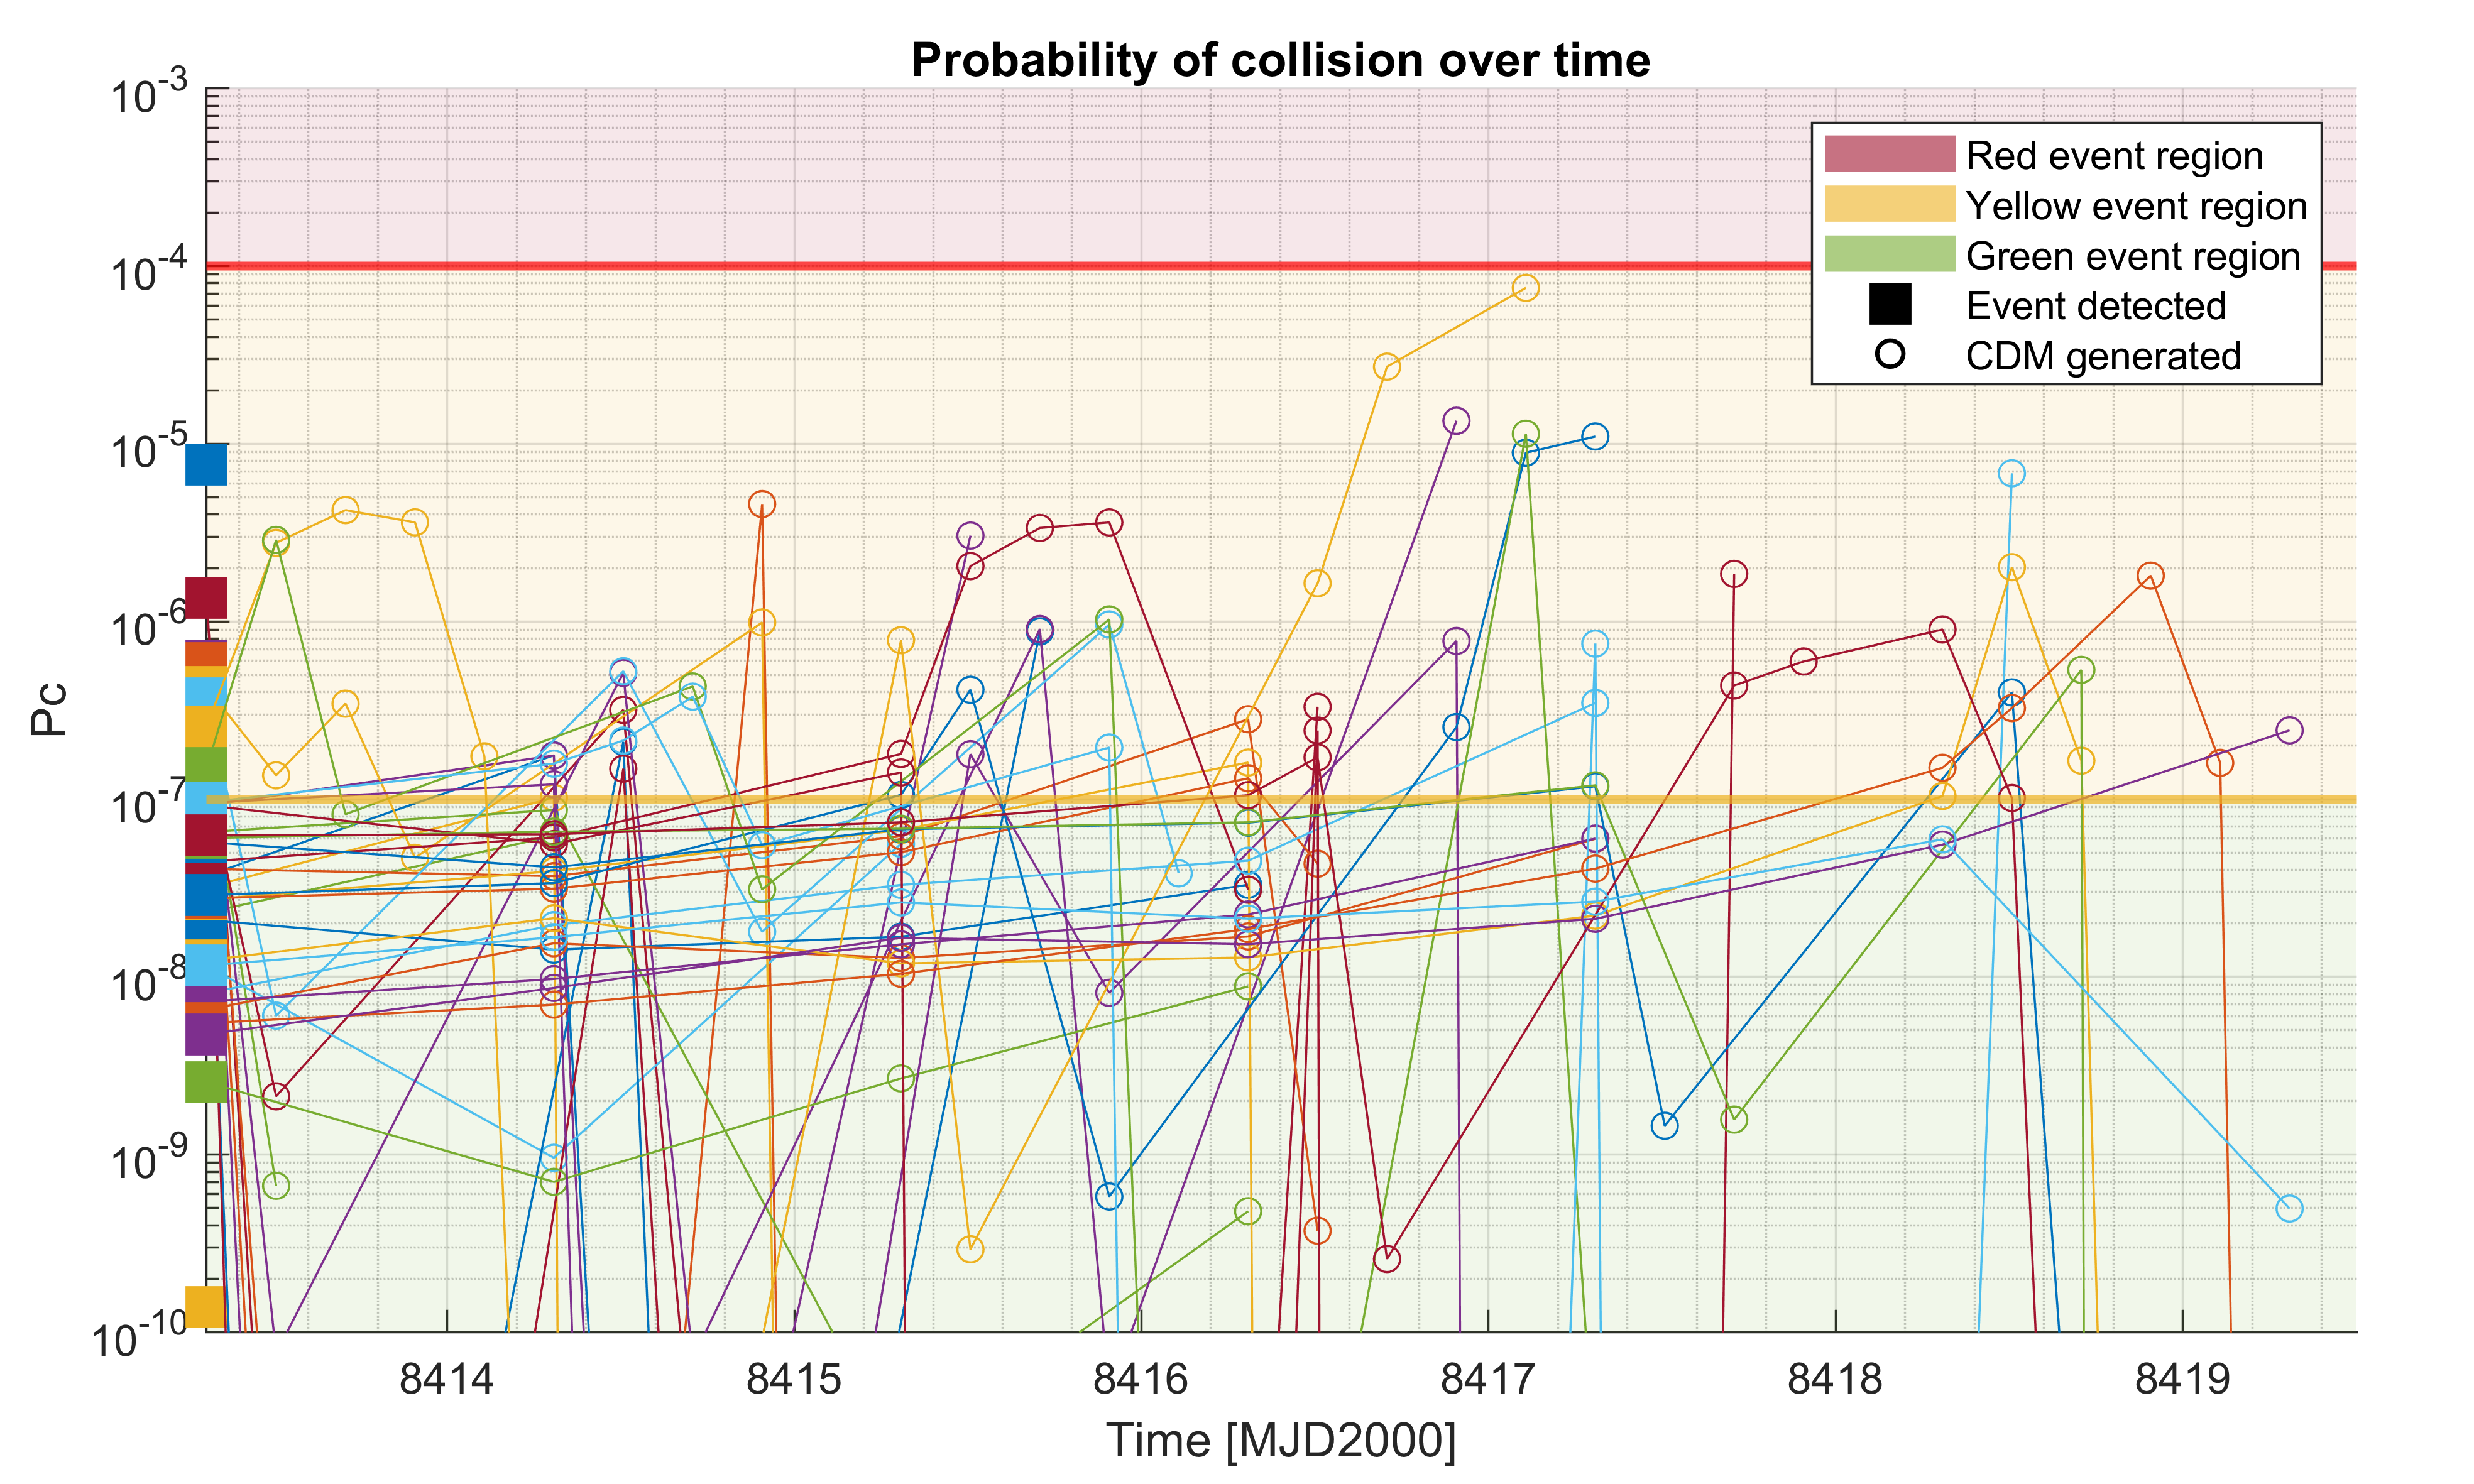 Probability of collision over time
10^-3
10^-4
10^-5
10^-6
10^-7
10^-8
10^-9
10^-10
Pc
Red event region
Yellow event region
Green event region
Event detected
CDM generated
8414 8415 8416 8417 8418 8419
Time [MJD2000]